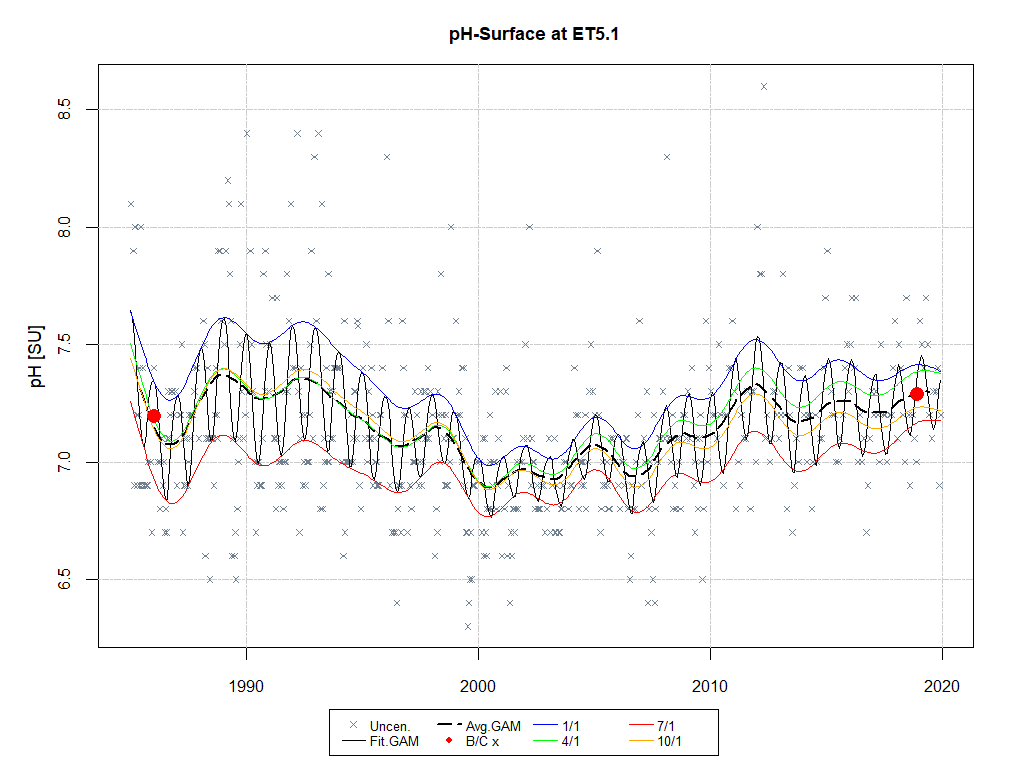 pH-Surface at ET5.1
pH [SU]
8.5
8.0
7.5
7.0
6.5
1990 2000 2010 2020
Uncen. Avg.GAM 1/1 7/1
Fit.GAM B/C x 4/1 10/1